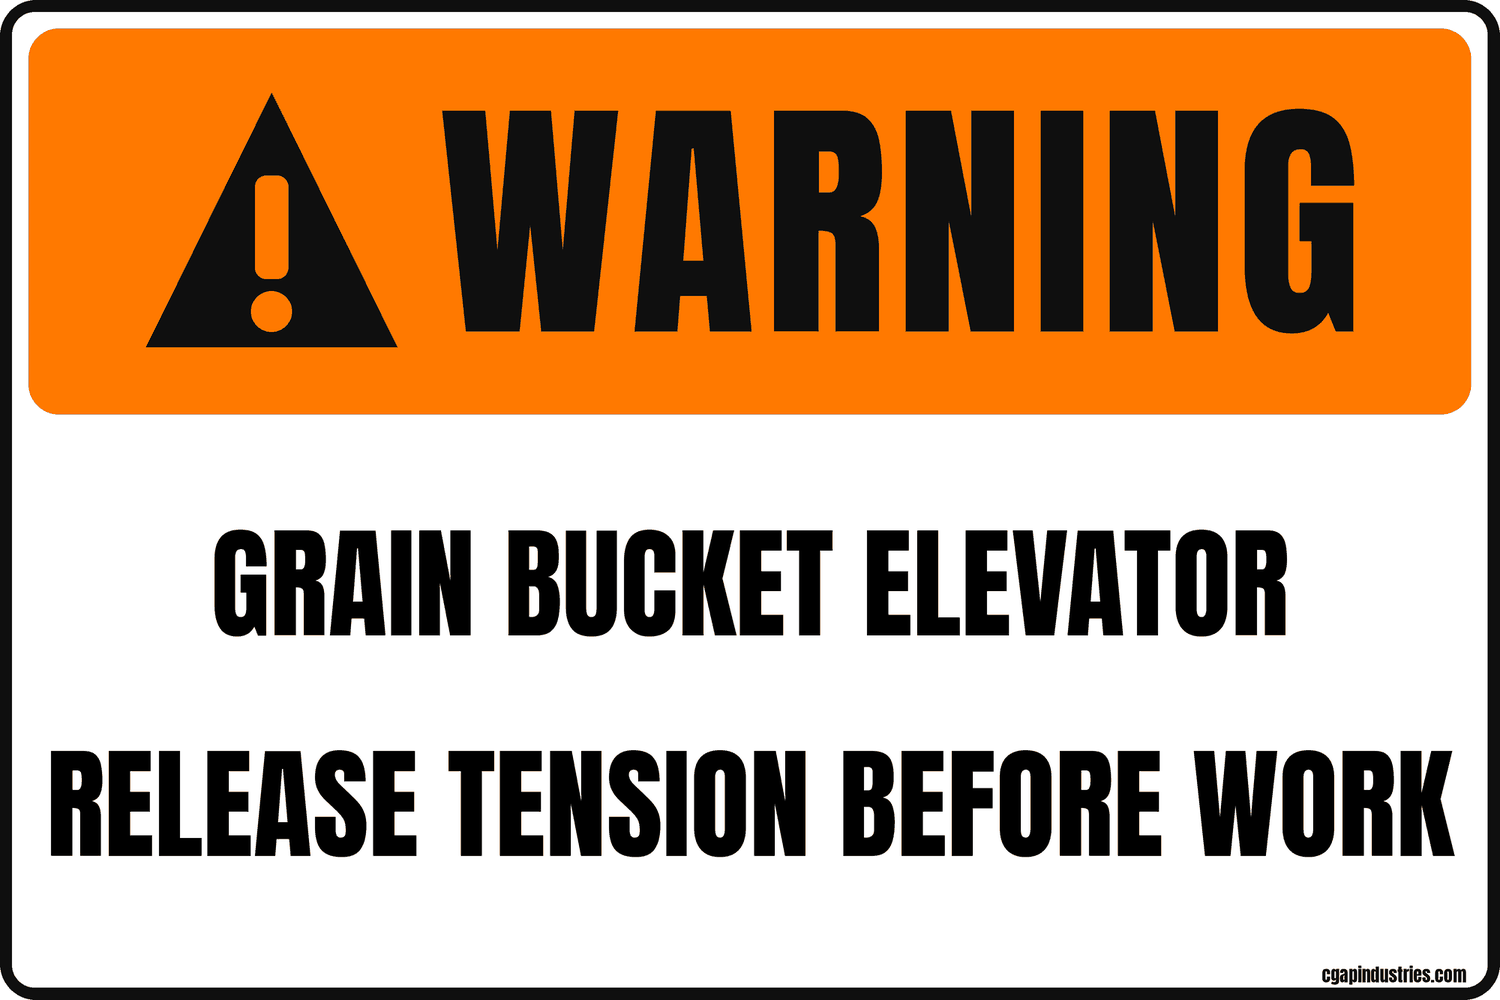 WARNING
GRAIN BUCKET ELEVATOR
RELEASE TENSION BEFORE WORK
cgapindustries.com